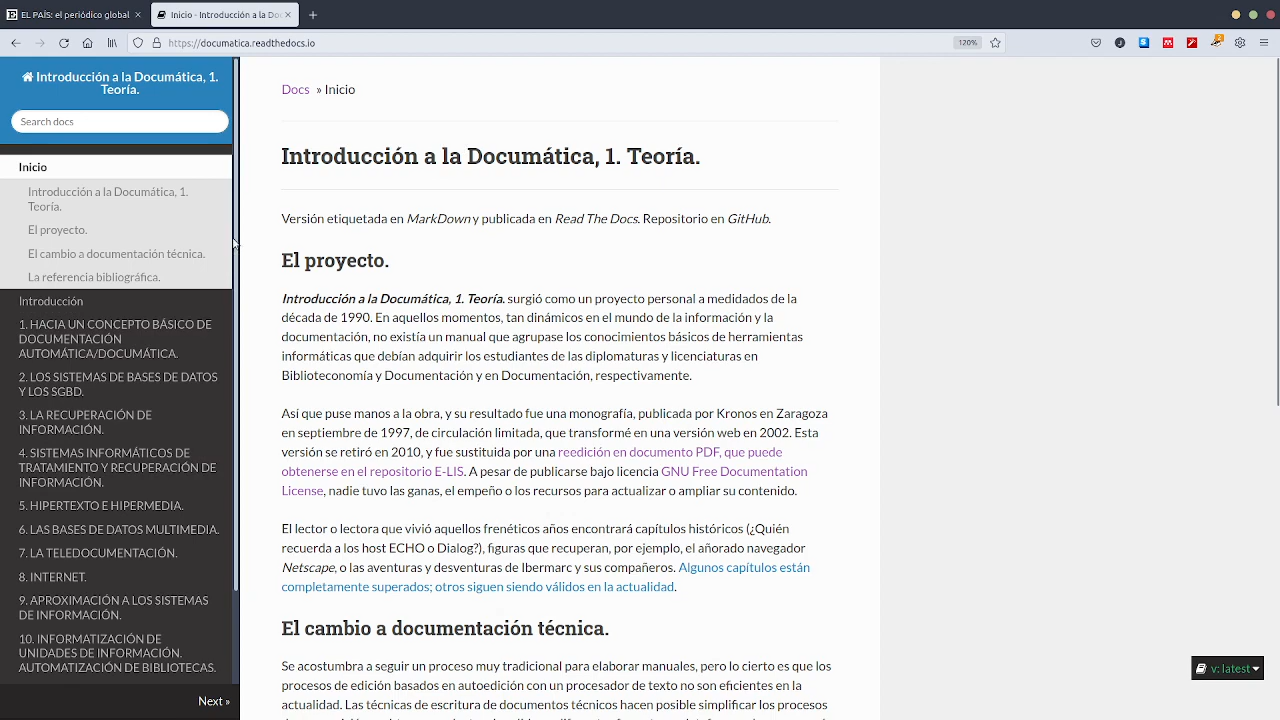 EL PAÍS: el periódico global
Inicio - Introducción a la Do
https://documatica.readthedocs.io
120%
Introducción a la Documática, 1.
Teoría.
Search docs
Inicio
Introducción a la Documática, 1.
Teoría.
El proyecto.
El cambio a documentación técnica.
La referencia bibliográfica.
Introducción
1. HACIA UN CONCEPTO BÁSICO DE
DOCUMENTACIÓN
AUTOMÁTICA/DOCUMÁTICA.
2. LOS SISTEMAS DE BASES DE DATOS
Y LOS SGBD.
3. LA RECUPERACIÓN DE
INFORMACIÓN.
4. SISTEMAS INFORMÁTICOS DE
TRATAMIENTO Y RECUPERACIÓN DE
INFORMACIÓN.
5. HIPERTEXTO E HIPERMEDIA.
6. LAS BASES DE DATOS MULTIMEDIA.
7. LA TELEDOCUMENTACIÓN.
8. INTERNET.
9. APROXIMACIÓN A LOS SISTEMAS
DE INFORMACIÓN.
10. INFORMATIZACIÓN DE
UNIDADES DE INFORMACIÓN.
AUTOMATIZACIÓN DE BIBLIOTECAS.
Next »
Docs » Inicio
Introducción a la Documática, 1. Teoría.
Versión etiquetada en MarkDown y publicada en Read The Docs. Repositorio en GitHub.
El proyecto.
Introducción a la Documática, 1. Teoría. surgió como un proyecto personal a medidados de la
década de 1990. En aquellos momentos, tan dinámicos en el mundo de la información y la
documentación, no existía un manual que agrupase los conocimientos básicos de herramientas
informáticas que debían adquirir los estudiantes de las diplomaturas y licenciaturas en
Biblioteconomía y Documentación y en Documentación, respectivamente.
Así que puse manos a la obra, y su resultado fue una monografía, publicada por Kronos en Zaragoza
en septiembre de 1997, de circulación limitada, que transformé en una versión web en 2002. Esta
versión se retiró en 2010, y fue sustituida por una reedición en documento PDF, que puede
obtenerse en el repositorio E-LIS. A pesar de publicarse bajo licencia GNU Free Documentation
License, nadie tuvo las ganas, el empeño o los recursos para actualizar o ampliar su contenido.
El lector o lectora que vivió aquellos frenéticos años encontrará capítulos históricos (¿Quién
recuerda a los host ECHO o Dialog?), figuras que recuperan, por ejemplo, el añorado navegador
Netscape, o las aventuras y desventuras de Ibermarc y sus compañeros. Algunos capítulos están
completamente superados; otros siguen siendo válidos en la actualidad.
El cambio a documentación técnica.
Se acostumbra a seguir un proceso muy tradicional para elaborar manuales, pero lo cierto es que los
procesos de edición basados en autoedición con un procesador de texto no son eficientes en la
actualidad. Las técnicas de escritura de documentos técnicos hacen posible simplificar los procesos
v: latest